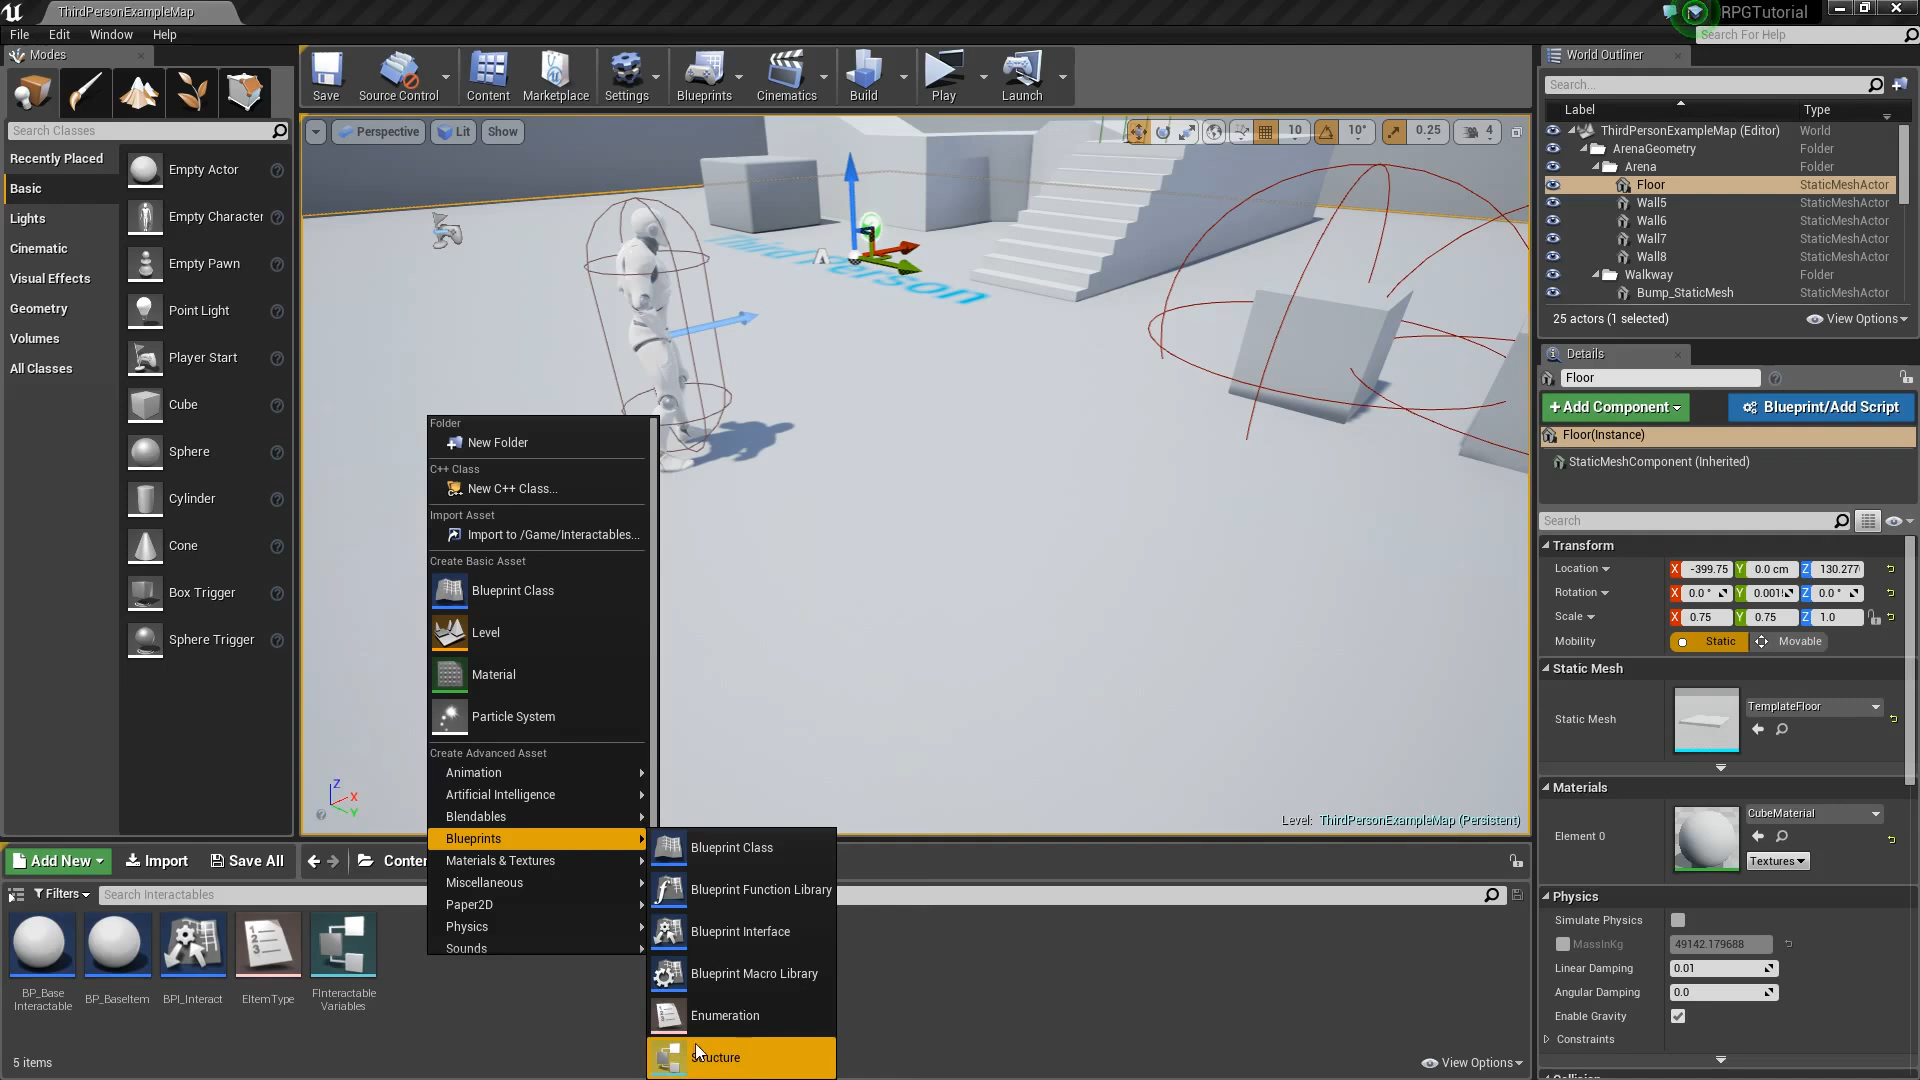 ThirdPersonExampleMap
RPGTutorial
File Edit Window Help
Search For Help
Modes
Save
Source Control
Content
Marketplace
Settings
Blueprints
Cinematics
Build
Play
Launch
World Outliner
Search...
Label Type
ThirdPersonExampleMap (Editor) World
ArenaGeometry Folder
Arena Folder
Floor StaticMeshActor
Wall5 StaticMeshActor
Wall6 StaticMeshActor
Wall7 StaticMeshActor
Wall8 StaticMeshActor
Walkway Folder
Bump_StaticMesh StaticMeshActor
25 actors (1 selected) View Options
Search Classes
Recently Placed
Basic
Lights
Cinematic
Visual Effects
Geometry
Volumes
All Classes
Empty Actor
Empty Character
Empty Pawn
Point Light
Player Start
Cube
Sphere
Cylinder
Cone
Box Trigger
Sphere Trigger
Perspective Lit Show
10 10° 0.25 4
Third Person
Folder
New Folder
C++ Class
New C++ Class...
Import Asset
Import to /Game/Interactables...
Create Basic Asset
Blueprint Class
Level
Material
Particle System
Create Advanced Asset
Animation
Artificial Intelligence
Blendables
Blueprints
Materials & Textures
Miscellaneous
Paper2D
Physics
Sounds
Blueprint Class
Blueprint Function Library
Blueprint Interface
Blueprint Macro Library
Enumeration
Z
X
Y
Level: ThirdPersonExampleMap (Persistent)
Details
Floor
+Add Component
Blueprint/Add Script
Floor(Instance)
StaticMeshComponent (Inherited)
Search
Transform
Location X -399.75 Y 0.0 cm Z 130.277
Rotation X 0.0 ° Y Z 0.0 °
Scale X 0.75 Y 0.75 Z 1.0
Mobility Static Movable
Static Mesh
Static Mesh TemplateFloor
Materials
Element 0 CubeMaterial
Textures
Physics
Simulate Physics
MassInKg 49142.179688
Linear Damping 0.01
Angular Damping 0.0
Enable Gravity
Constraints
Add New
Import
Save All
Filters
Search Interactables
BP_Base
Interactable
BP_BaseItem
BPI_Interact
EItemType
FInteractable
Variables
5 items
View Options